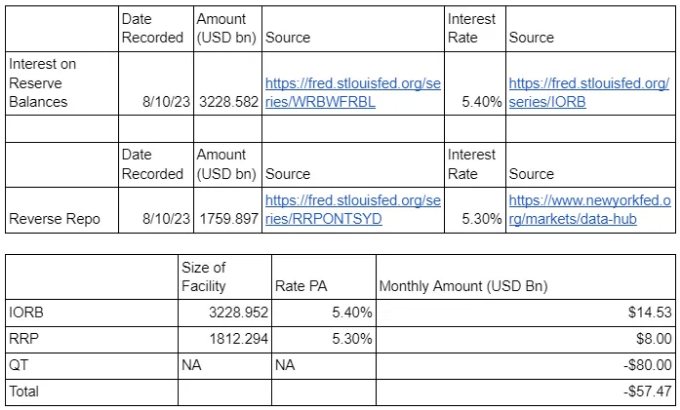 Date Recorded Amount (USD bn) Source Interest Rate Source
Interest on Reserve Balances 8/10/23 3228.582 https://fred.stlouisfed.org/series/WRBWFRBL 5.40% https://fred.stlouisfed.org/series/IORB
Date Recorded Amount (USD bn) Source Interest Rate Source
Reverse Repo 8/10/23 1759.897 https://fred.stlouisfed.org/series/RRPONTSYD 5.30% https://www.newyorkfed.org/markets/data-hub
Size of Facility Rate PA Monthly Amount (USD Bn)
IORB 3228.952 5.40% $14.53
RRP 1812.294 5.30% $8.00
QT NA NA -$80.00
Total -$57.47